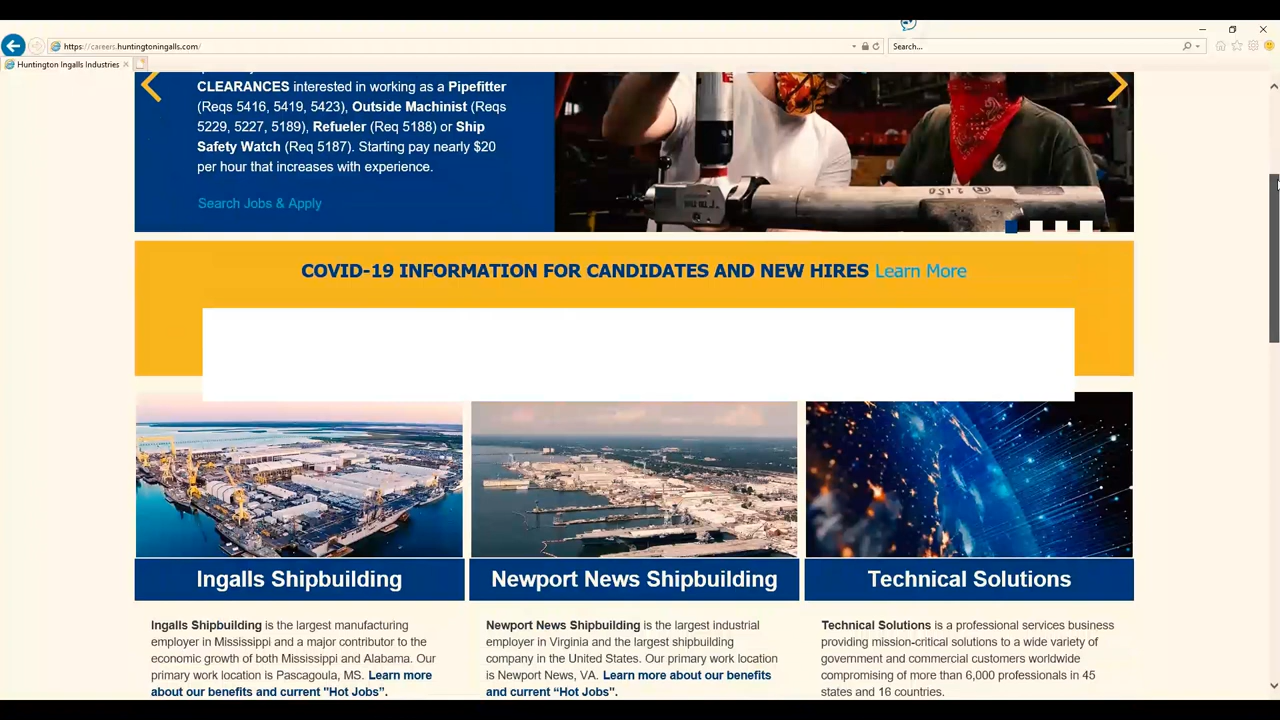 https://careers.huntingtoningalls.com/
Search...
Huntington Ingalls Industries
CLEARANCES interested in working as a Pipefitter
(Reqs 5416, 5419, 5423), Outside Machinist (Reqs
5229, 5227, 5189), Refueler (Req 5188) or Ship
Safety Watch (Req 5187). Starting pay nearly $20
per hour that increases with experience.
Search Jobs & Apply
COVID-19 INFORMATION FOR CANDIDATES AND NEW HIRES Learn More
Ingalls Shipbuilding
Ingalls Shipbuilding is the largest manufacturing
employer in Mississippi and a major contributor to the
economic growth of both Mississippi and Alabama. Our
primary work location is Pascagoula, MS. Learn more
about our benefits and current "Hot Jobs".
Newport News Shipbuilding
Newport News Shipbuilding is the largest industrial
employer in Virginia and the largest shipbuilding
company in the United States. Our primary work location
is Newport News, VA. Learn more about our benefits
and current “Hot Jobs".
Technical Solutions
Technical Solutions is a professional services business
providing mission-critical solutions to a wide variety of
government and commercial customers worldwide
compromising of more than 6,000 professionals in 45
states and 16 countries.